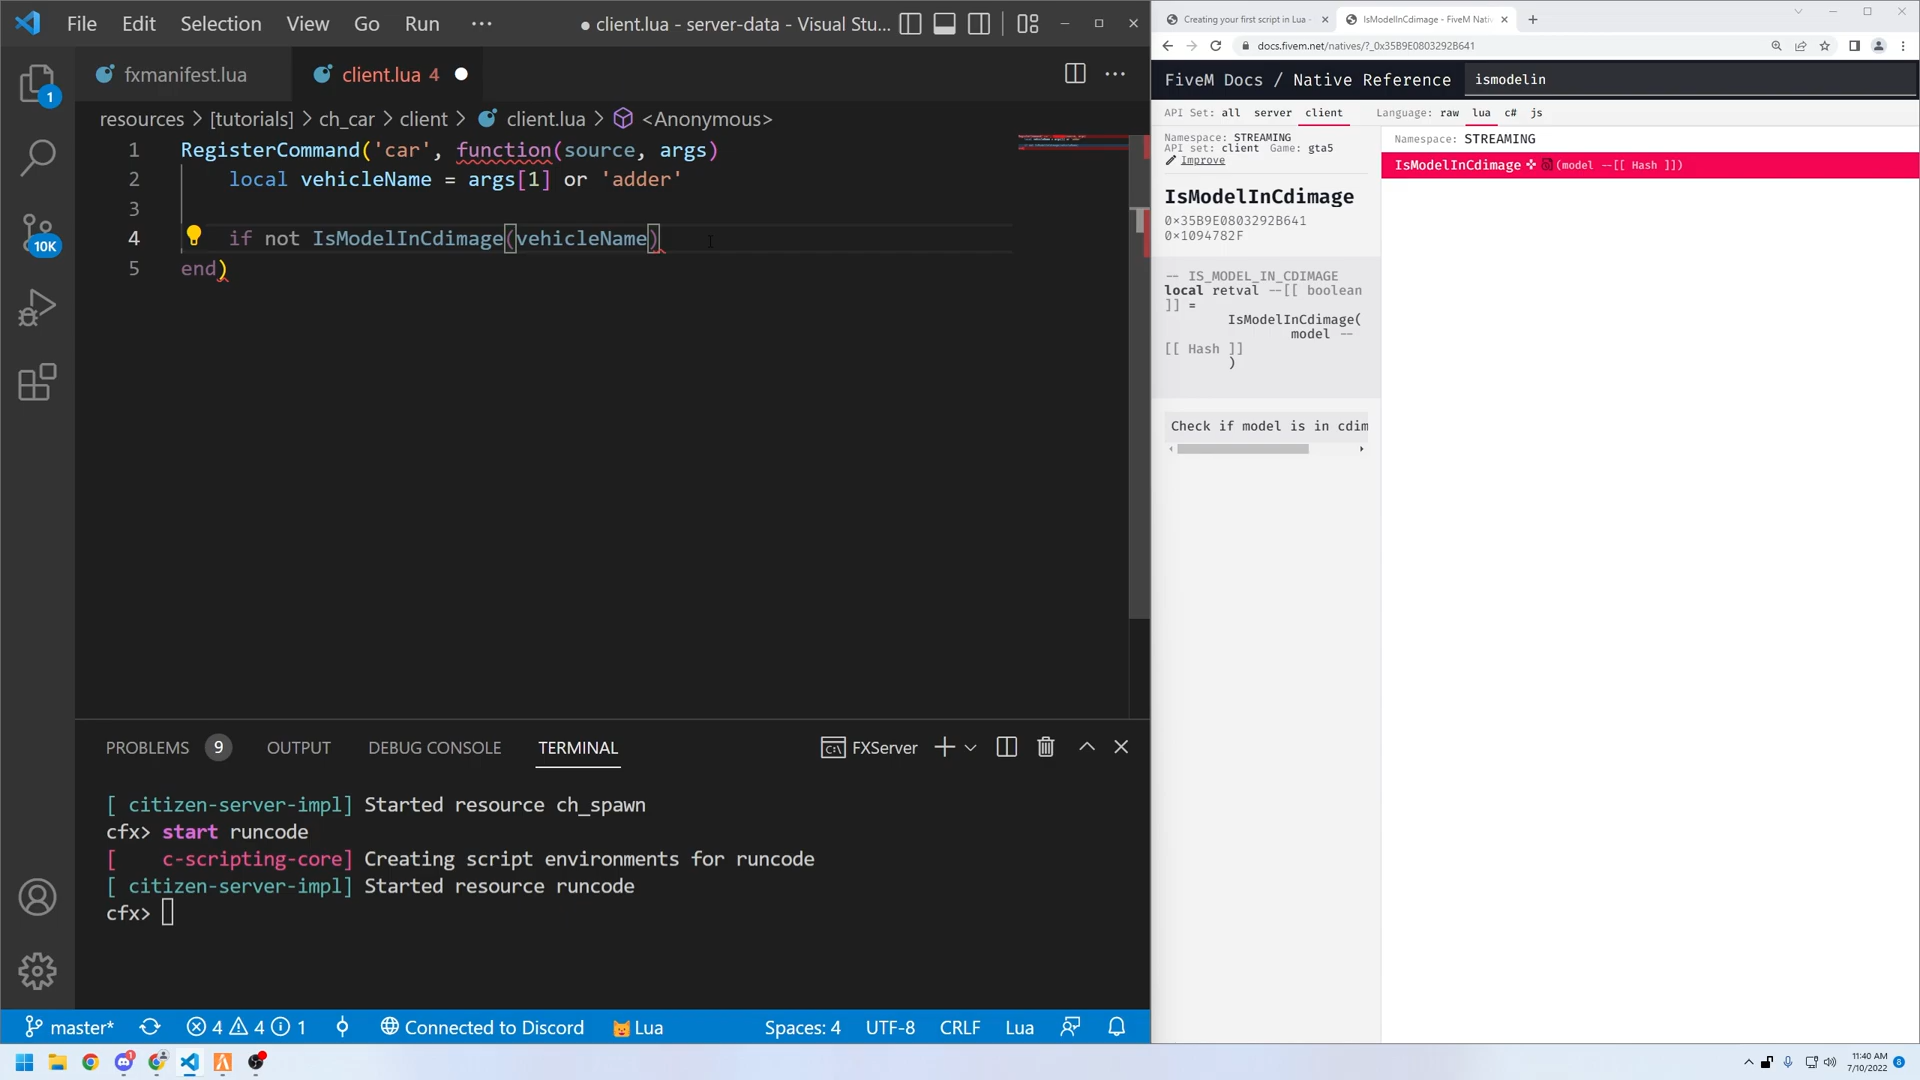 File Edit Selection View Go Run ···
● client.lua - server-data - Visual Stu...
fxmanifest.lua
client.lua 4 ●
resources > [tutorials] > ch_car > client > client.lua > <Anonymous>
1 RegisterCommand('car', function(source, args)
2 local vehicleName = args[1] or 'adder'
3
4 if not IsModelInCdimage(vehicleName)
5 end)
1
10K
PROBLEMS 9 OUTPUT DEBUG CONSOLE TERMINAL
FXServer
[ citizen-server-impl] Started resource ch_spawn
cfx> start runcode
[ c-scripting-core] Creating script environments for runcode
[ citizen-server-impl] Started resource runcode
cfx>
master* 4 4 1 Connected to Discord Lua
Spaces: 4 UTF-8 CRLF Lua
Creating your first script in Lua -
IsModelInCdimage - FiveM Nati
docs.fivem.net/natives/?_0x35B9E0803292B641
FiveM Docs / Native Reference
ismodelin
API Set: all server client Language: raw lua c# js
Namespace: STREAMING
API set: client Game: gta5
Improve
IsModelInCdimage
0x35B9E0803292B641
0x1094782F
-- IS_MODEL_IN_CDIMAGE
local retval --[[ boolean
]] =
IsModelInCdimage(
model --
[[ Hash ]]
)
Check if model is in cdim
Namespace: STREAMING
IsModelInCdimage (model --[[ Hash ]])
1
11:40 AM
7/10/2022
8